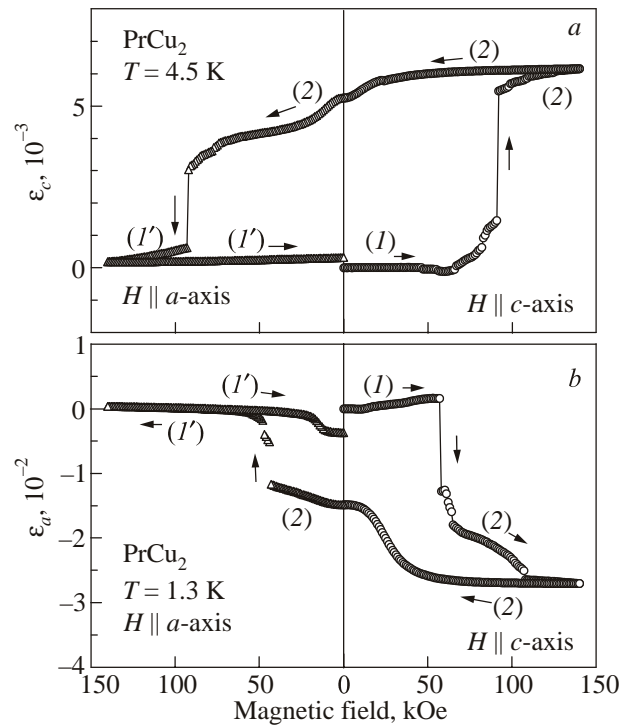 a
PrCu2
T = 4.5 K
(2)
(2)
(2)
(1′)
(1′)
(1)
H || a-axis
H || c-axis
5
0
εc, 10−3
b
(1′)
(1)
(1′)
(2)
(2)
(2)
PrCu2
T = 1.3 K
H || a-axis
H || c-axis
1
0
−1
−2
−3
−4
εa, 10−2
150 100 50 0 50 100 150
Magnetic field, kOe